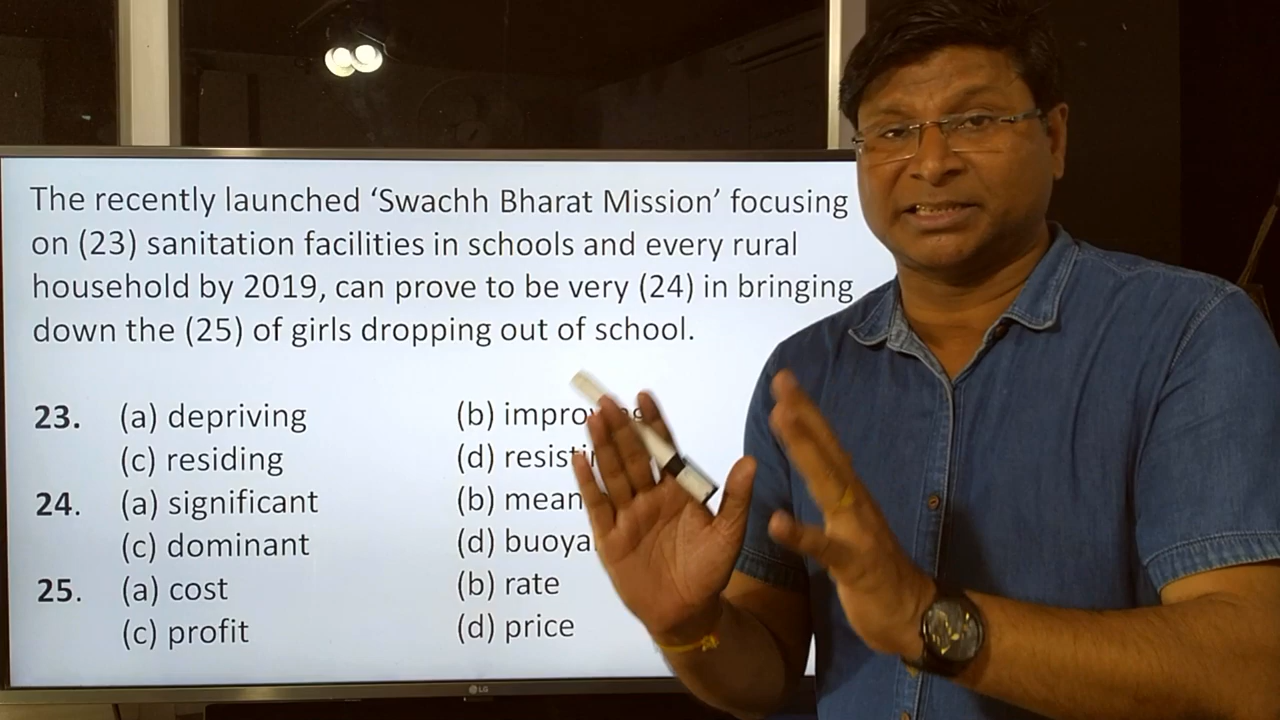 The recently launched ‘Swachh Bharat Mission’ focusing
on (23) sanitation facilities in schools and every rural
household by 2019, can prove to be very (24) in bringing
down the (25) of girls dropping out of school.
23. (a) depriving (b)
(c) residing (d)
24. (a) significant (b)
(c) dominant (d)
25. (a) cost (b) rate
(c) profit (d) price
LG